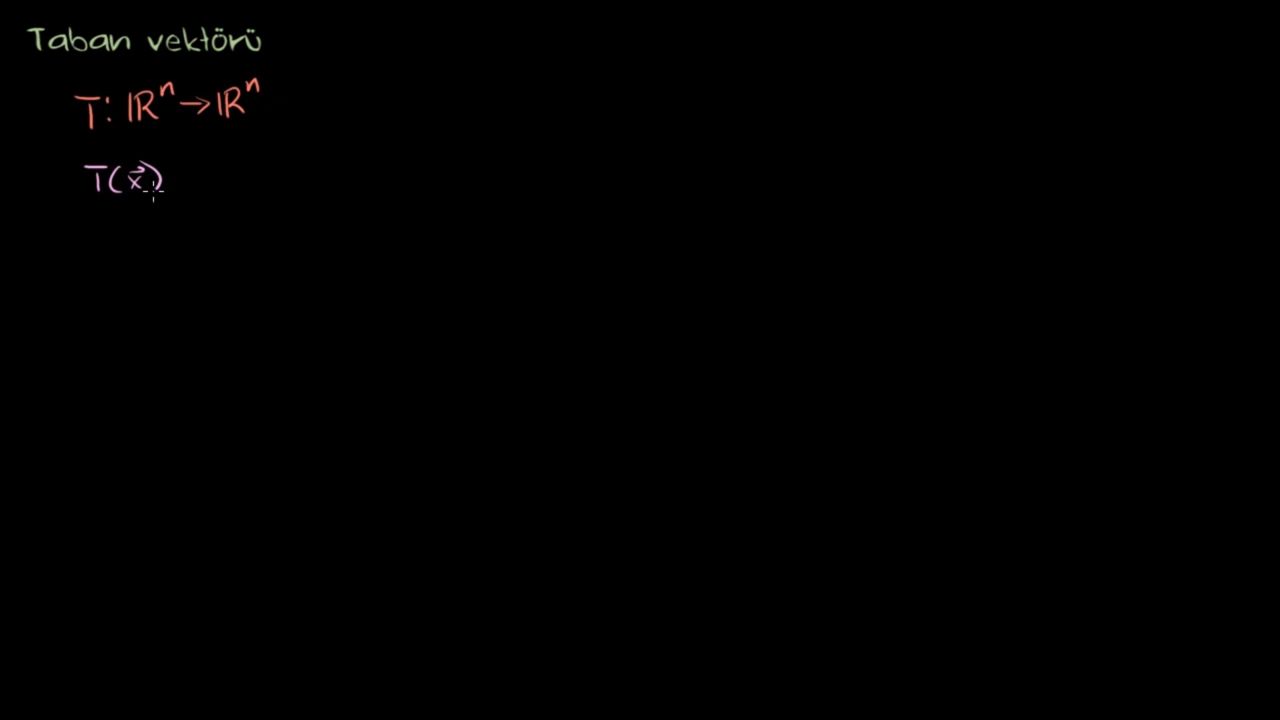 Taban vektörü
T: ℝⁿ→ℝⁿ
T(x⃗)